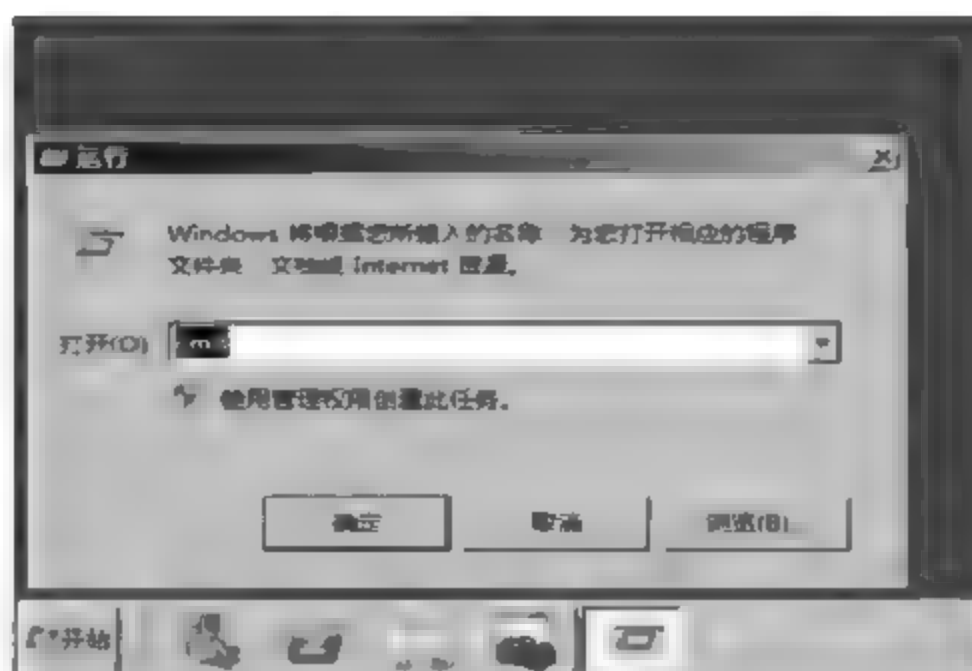 运行
Windows 将根据您所输入的名称 为您打开相应的程序
文件夹 文档或 Internet 资源。
打开(O)
使用管理权限创建此任务。
确定
取消
浏览(B)
开始